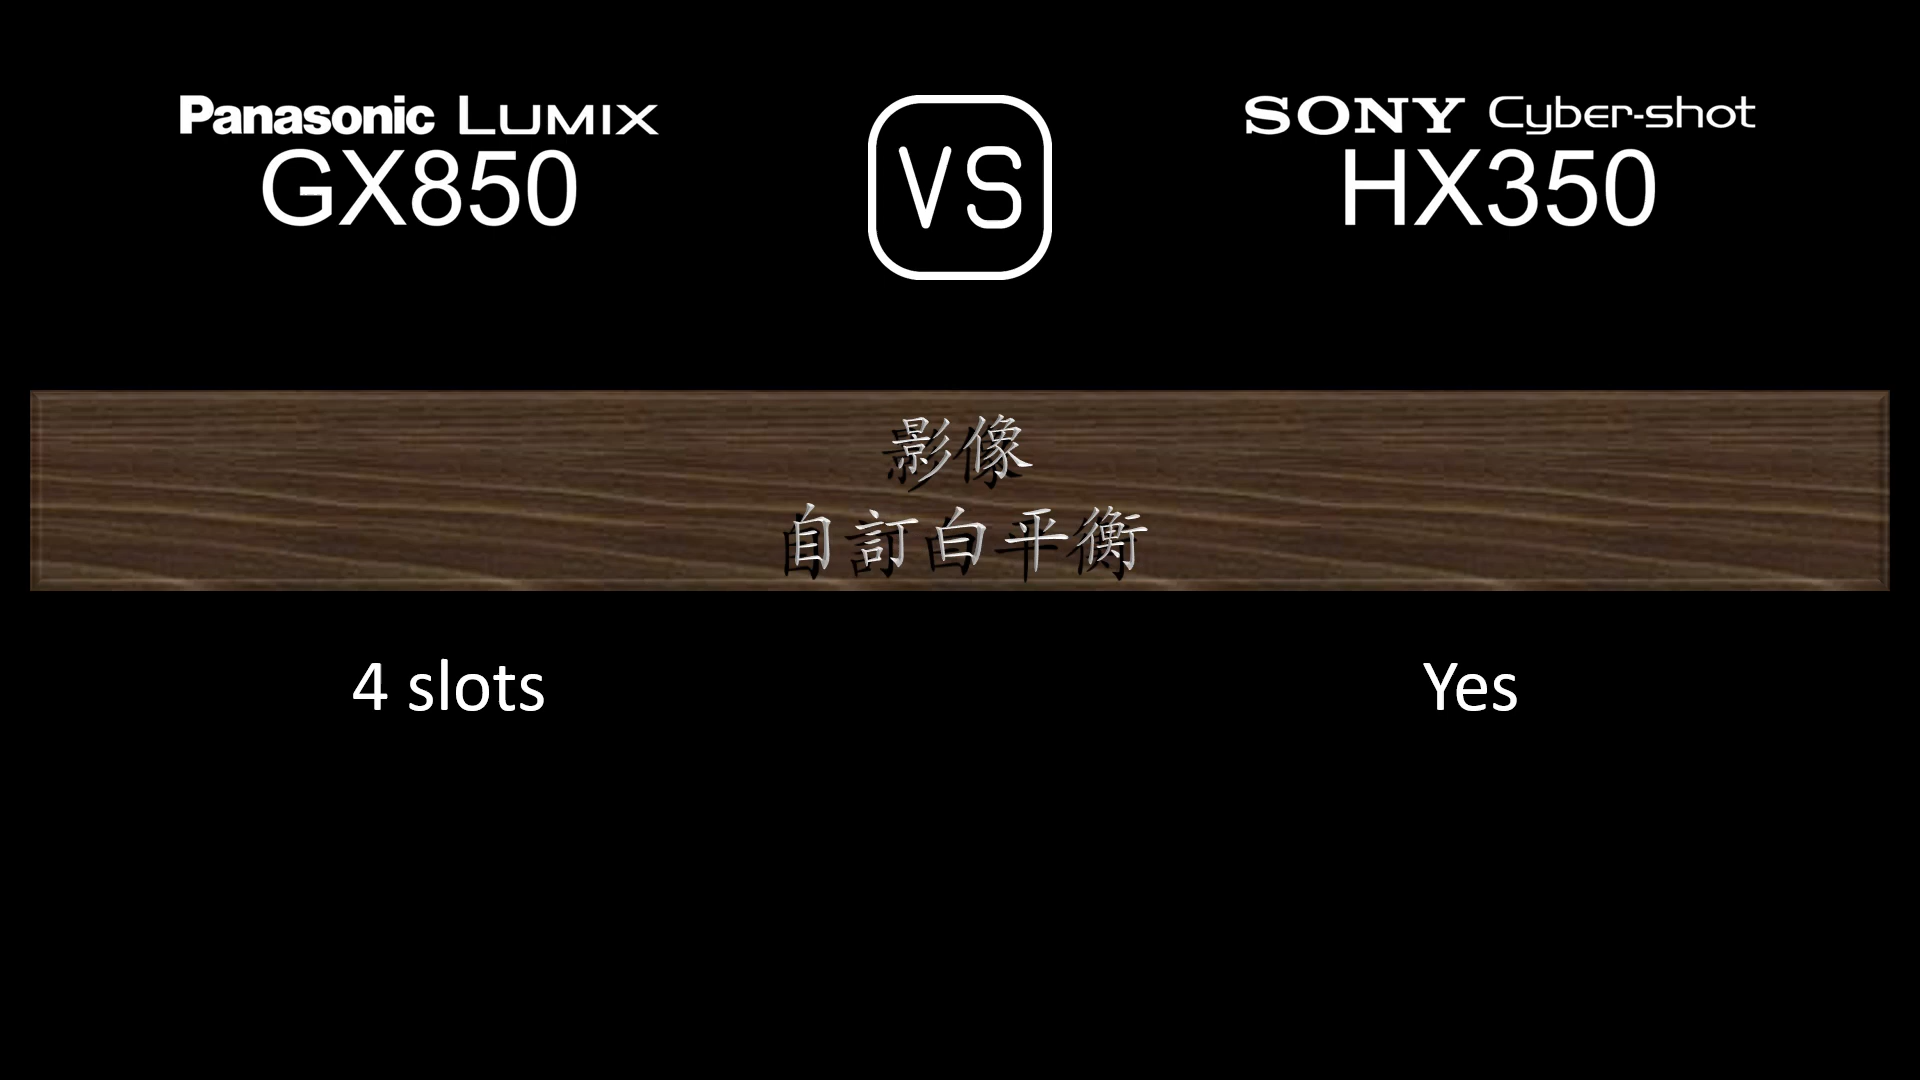 Panasonic LUMIX
GX850
VS
SONY Cyber-shot
HX350
影像
自訂白平衡
4 slots
Yes